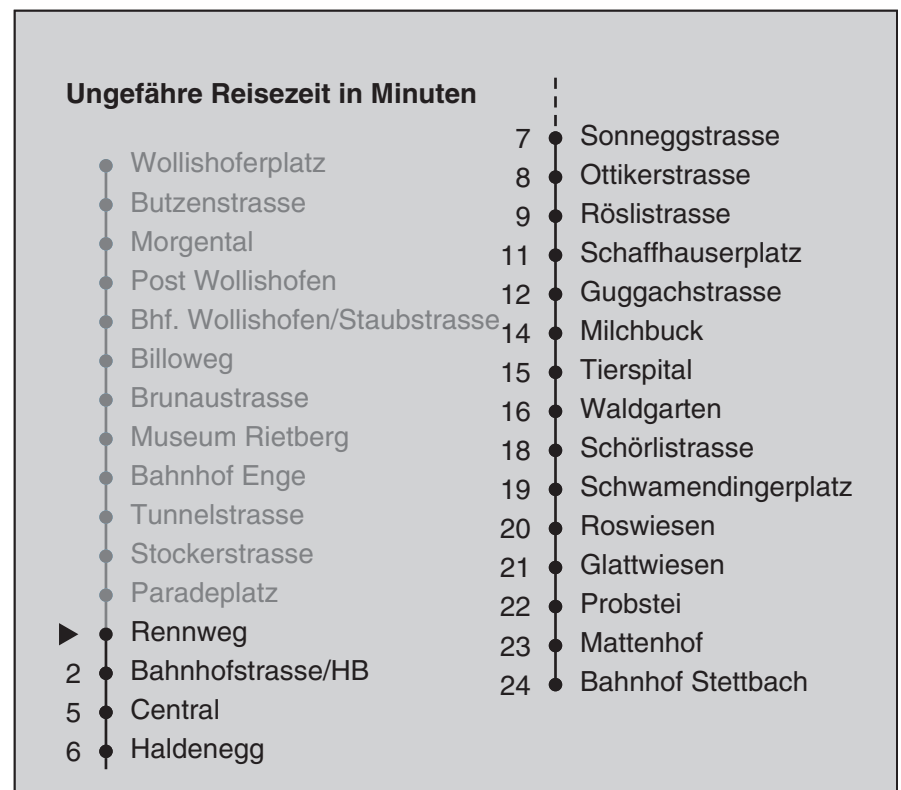 Ungefähre Reisezeit in Minuten
Wollishoferplatz
Butzenstrasse
Morgental
Post Wollishofen
Bhf. Wollishofen/Staubstrasse
Billoweg
Brunaustrasse
Museum Rietberg
Bahnhof Enge
Tunnelstrasse
Stockerstrasse
Paradeplatz
Rennweg
2 Bahnhofstrasse/HB
5 Central
6 Haldenegg
7 Sonneggstrasse
8 Ottikerstrasse
9 Röslistrasse
11 Schaffhauserplatz
12 Guggachstrasse
14 Milchbuck
15 Tierspital
16 Waldgarten
18 Schörlistrasse
19 Schwamendingerplatz
20 Roswiesen
21 Glattwiesen
22 Probstei
23 Mattenhof
24 Bahnhof Stettbach